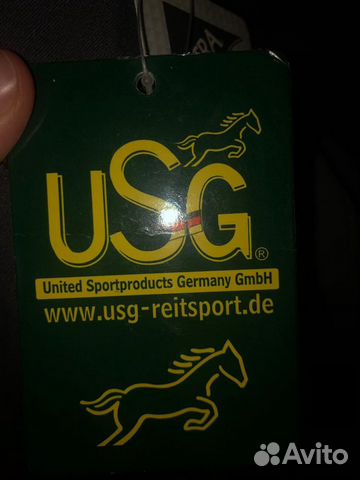 USG®
United Sportproducts Germany GmbH
www.usg-reitsport.de
Avito